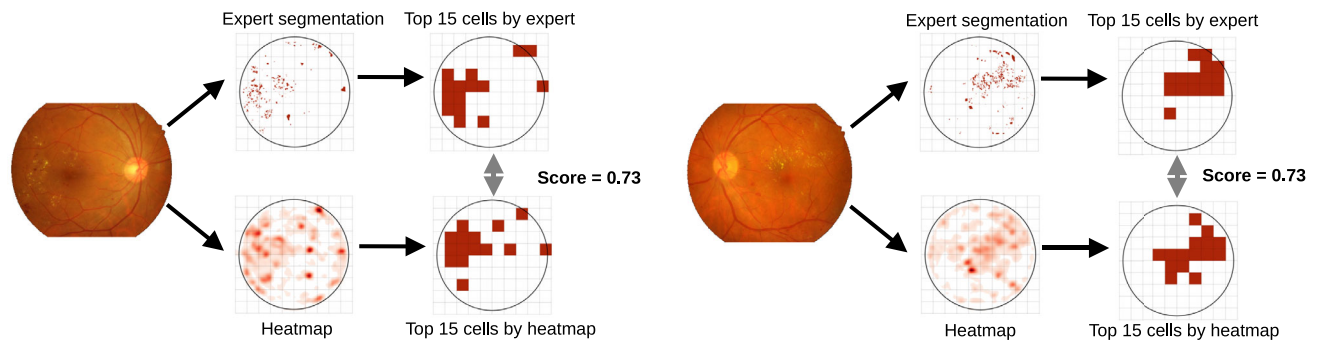 Expert segmentation
Top 15 cells by expert
Score = 0.73
Heatmap
Top 15 cells by heatmap
Expert segmentation
Top 15 cells by expert
Score = 0.73
Heatmap
Top 15 cells by heatmap